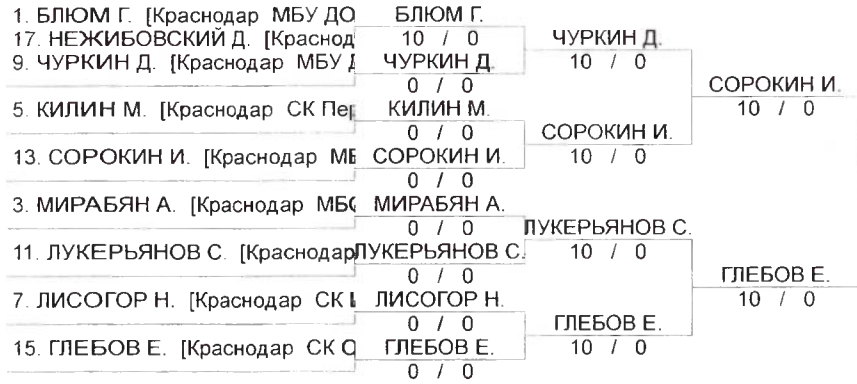 1. БЛЮМ Г. [Краснодар МБУ ДО БЛЮМ Г.
17. НЕЖИБОВСКИЙ Д. [Краснод 10 / 0 ЧУРКИН Д.
9. ЧУРКИН Д. [Краснодар МБУ ЧУРКИН Д. 10 / 0
0 / 0 СОРОКИН И.
5. КИЛИН М. [Краснодар СК Пер КИЛИН М. 10 / 0
0 / 0 СОРОКИН И.
13. СОРОКИН И. [Краснодар МБ СОРОКИН И. 10 / 0
0 / 0
3. МИРАБЯН А. [Краснодар МБО МИРАБЯН А.
0 / 0 ЛУКЕРЬЯНОВ С.
11. ЛУКЕРЬЯНОВ С. [Краснодар ЛУКЕРЬЯНОВ С. 10 / 0
0 / 0 ГЛЕБОВ Е.
7. ЛИСОГОР Н. [Краснодар СК ЛИСОГОР Н. 10 / 0
0 / 0 ГЛЕБОВ Е.
15. ГЛЕБОВ Е. [Краснодар СК С ГЛЕБОВ Е. 10 / 0
0 / 0